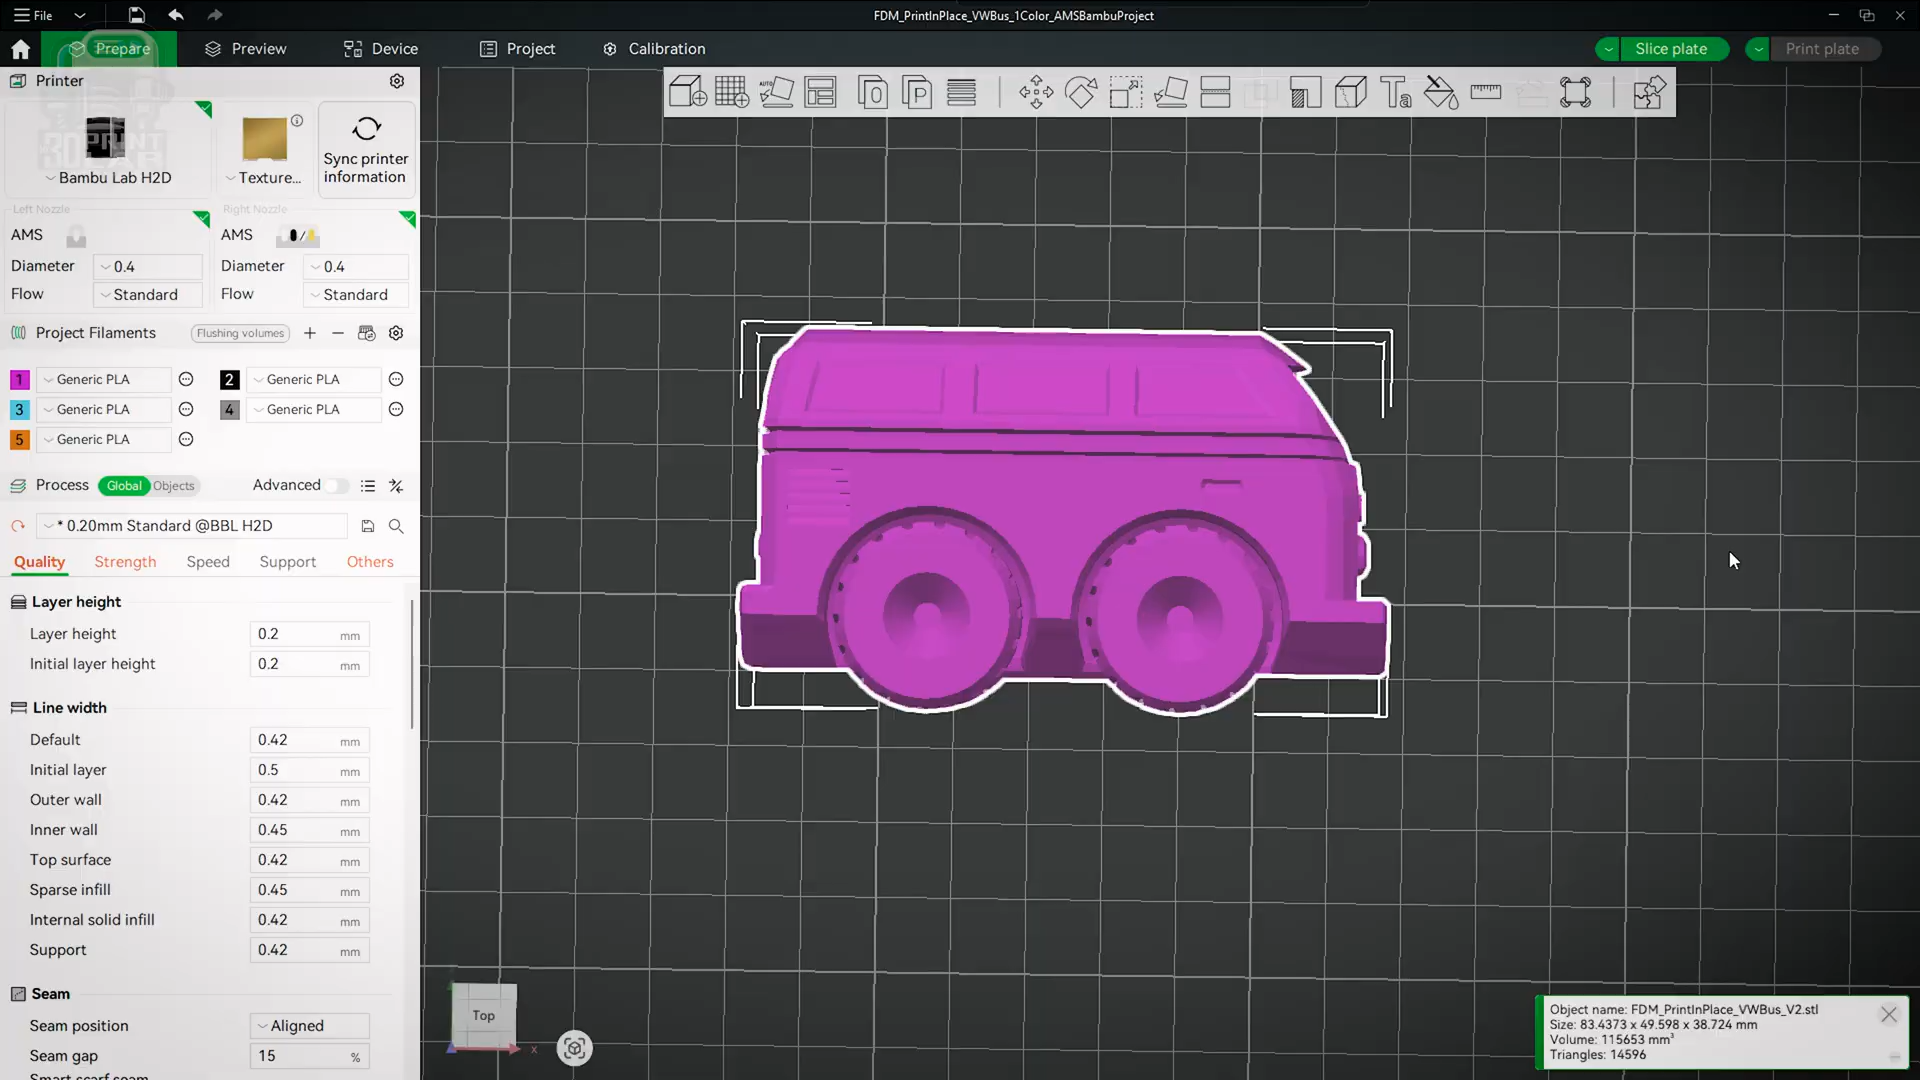 File
FDM_PrintInPlace_VWBus_1Color_AMSBambuProject
Prepare
Preview
Device
Project
Calibration
Slice plate
Print plate
Printer
Bambu Lab H2D
Texture...
Sync printer
information
Left Nozzle
Right Nozzle
AMS
AMS
Diameter
0.4
Diameter
0.4
Flow
Standard
Flow
Standard
Project Filaments
Flushing volumes
1
Generic PLA
2
Generic PLA
3
Generic PLA
4
Generic PLA
5
Generic PLA
Process
Global
Objects
Advanced
* 0.20mm Standard @BBL H2D
Quality
Strength
Speed
Support
Others
Layer height
Layer height
0.2
mm
Initial layer height
0.2
mm
Line width
Default
0.42
mm
Initial layer
0.5
mm
Outer wall
0.42
mm
Inner wall
0.45
mm
Top surface
0.42
mm
Sparse infill
0.45
mm
Internal solid infill
0.42
mm
Support
0.42
mm
Seam
Seam position
Aligned
Seam gap
15
%
Smart scarf seam
Top
x
Object name: FDM_PrintInPlace_VWBus_V2.stl
Size: 83.4373 x 49.598 x 38.724 mm
Volume: 115653 mm³
Triangles: 14596